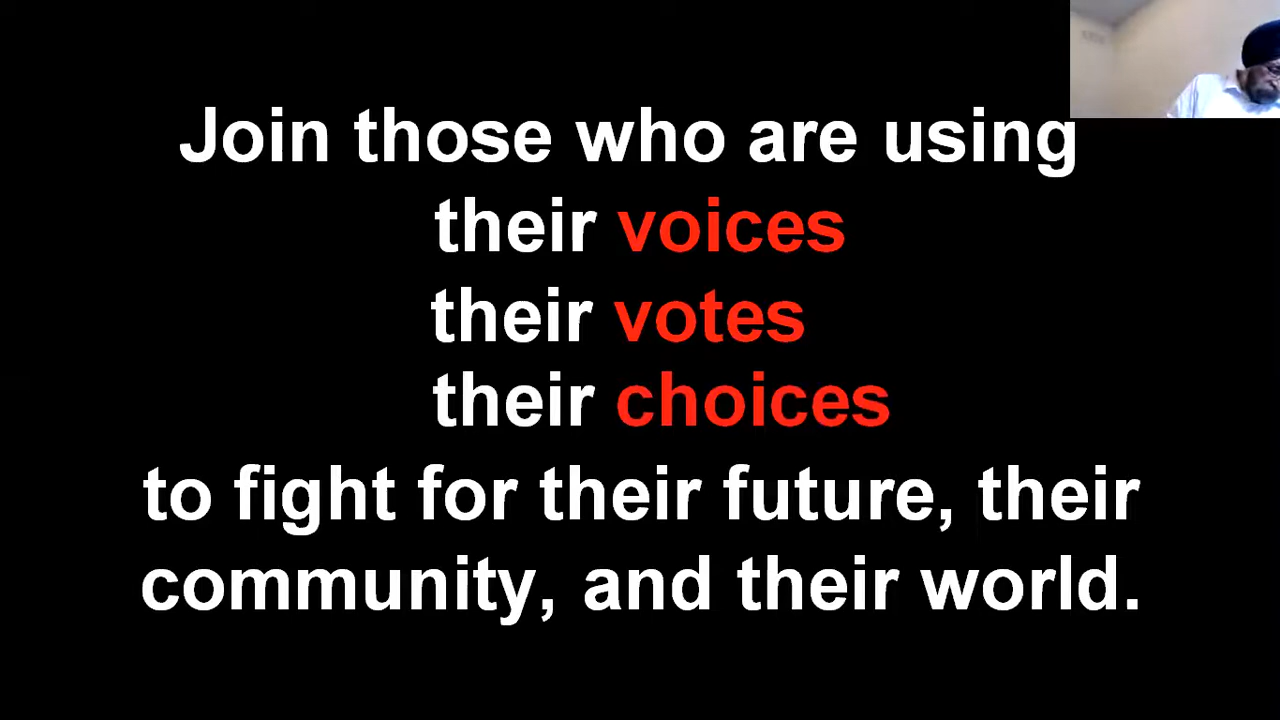 Join those who are using
their voices
their votes
their choices
to fight for their future, their
community, and their world.